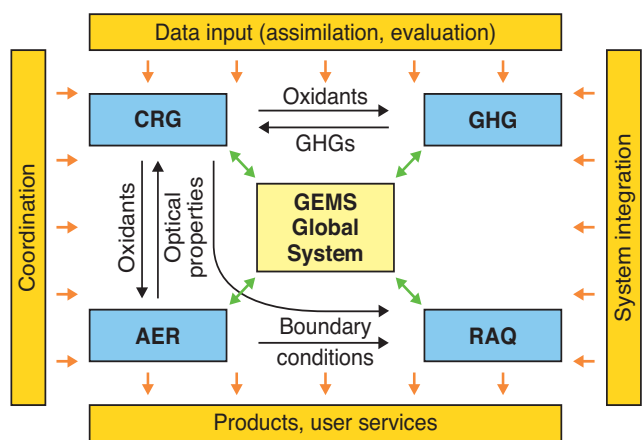 Data input (assimilation, evaluation)
Coordination
System integration
CRG
Oxidants
GHGs
GHG
Oxidants
Optical
properties
GEMS
Global
System
AER
Boundary
conditions
RAQ
Products, user services